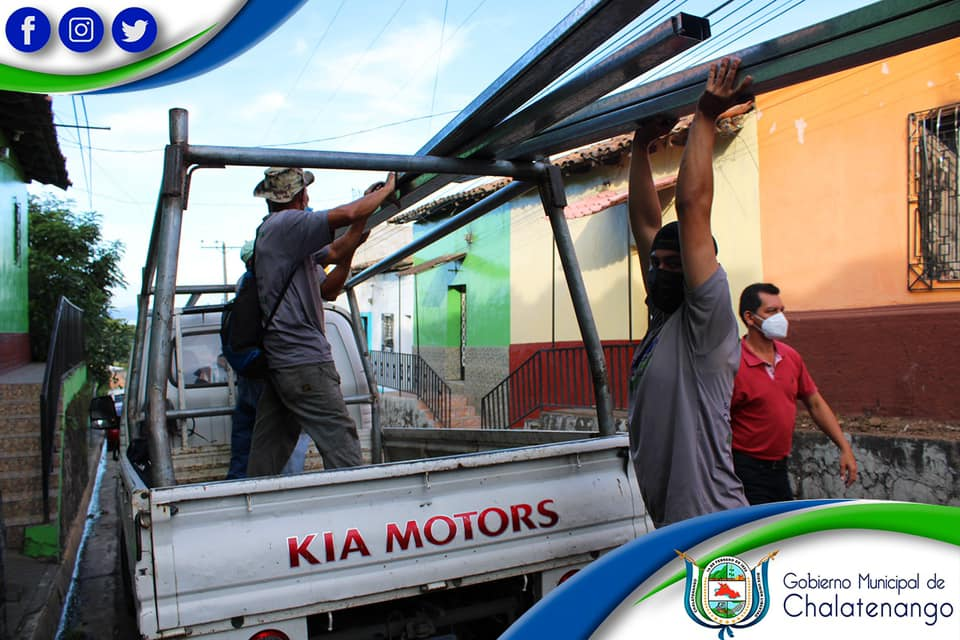 KIA MOTORS
Gobierno Municipal de
Chalatenango